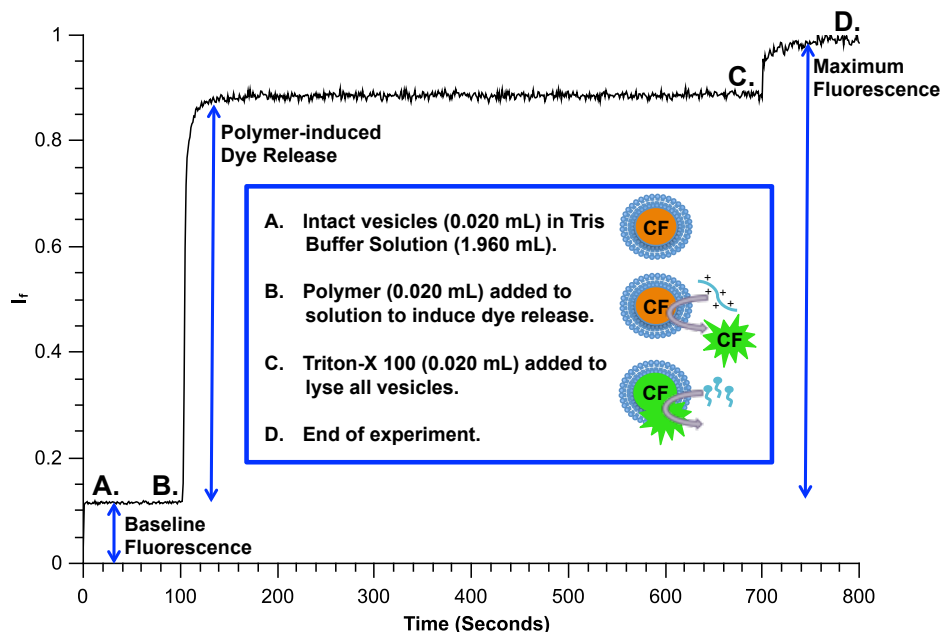 1
D.
C.
Maximum
Fluorescence
Polymer-induced
Dye Release
0.8
A. Intact vesicles (0.020 mL) in Tris
Buffer Solution (1.960 mL).
CF
0.6
B. Polymer (0.020 mL) added to
solution to induce dye release.
CF
+ + + +
CF
I_f
0.4
C. Triton-X 100 (0.020 mL) added to
lyse all vesicles.
CF
D. End of experiment.
0.2
A. B.
Baseline
Fluorescence
0
0 100 200 300 400 500 600 700 800
Time (Seconds)